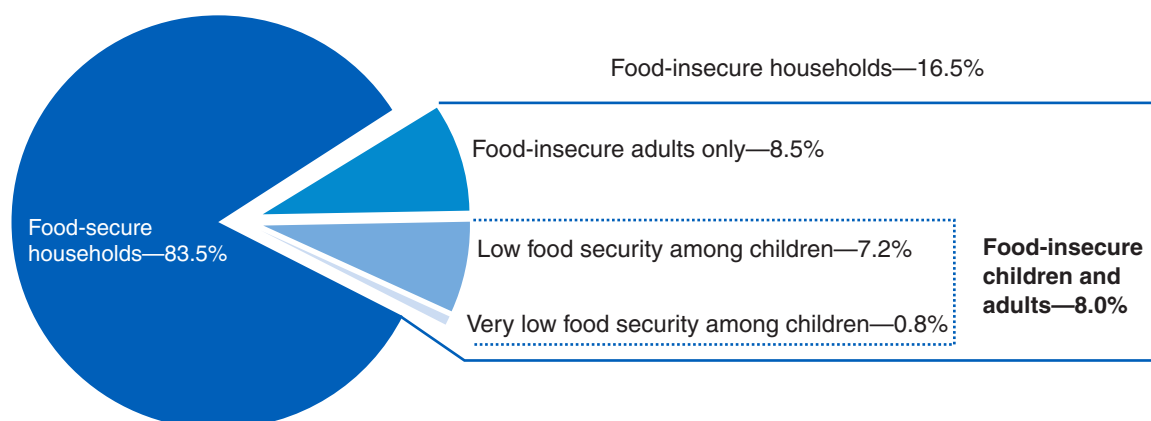 Food-insecure households—16.5%
Food-insecure adults only—8.5%
Food-secure
households—83.5%
Low food security among children—7.2%
Very low food security among children—0.8%
Food-insecure
children and
adults—8.0%